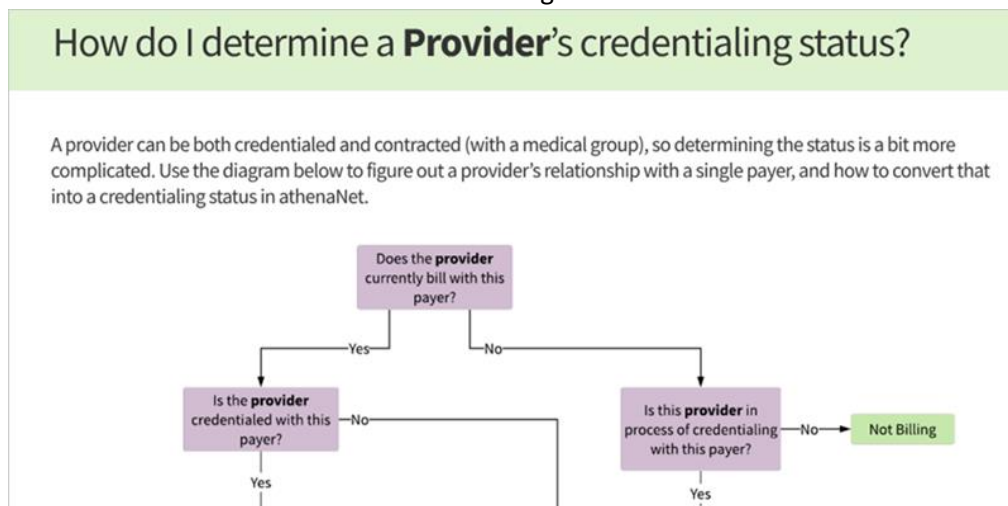 How do I determine a Provider's credentialing status?
A provider can be both credentialed and contracted (with a medical group), so determining the status is a bit more
complicated. Use the diagram below to figure out a provider's relationship with a single payer, and how to convert that
into a credentialing status in athenaNet.
Does the provider
currently bill with this
payer?
Yes
No
Is the provider
credentialed with this
payer?
No
Is this provider in
process of credentialing
with this payer?
No
Not Billing
Yes
Yes